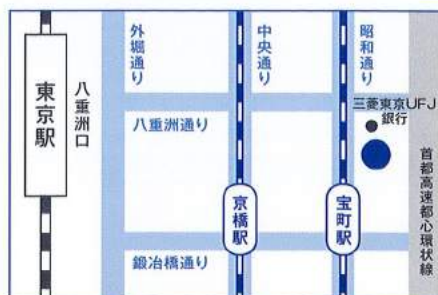 東京駅
八重洲口
外堀通り
中央通り
昭和通り
三菱東京UFJ
銀行
八重洲通り
京橋駅
宝町駅
首都高速都心環状線
鍛冶橋通り